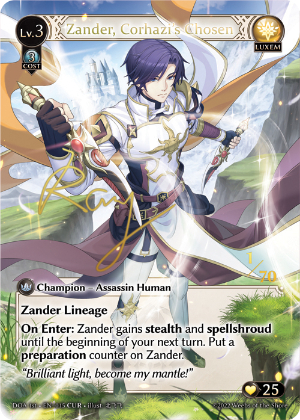 Lv.3
Zander, Corhazi's Chosen
LUXEM
3
COST
Ray
1/20
Champion – Assassin Human
Zander Lineage
On Enter: Zander gains stealth and spellshroud
until the beginning of your next turn. Put a
preparation counter on Zander.
“Brilliant light, become my mantle!”
25